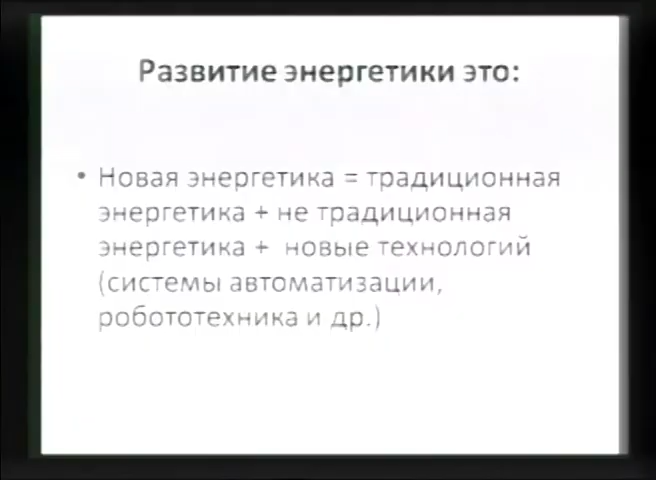 Развитие энергетики это:
• Новая энергетика = традиционная
энергетика + не традиционная
энергетика + новые технологий
(системы автоматизации,
робототехника и др.)